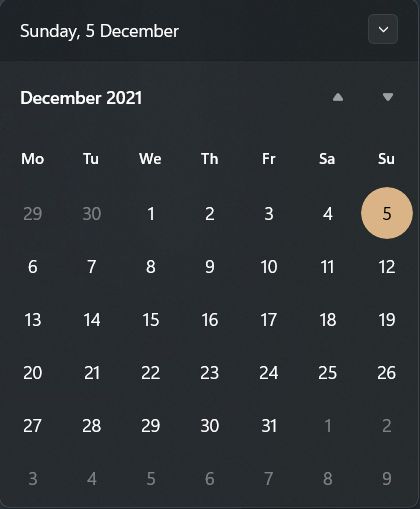 Sunday, 5 December
December 2021
Mo Tu We Th Fr Sa Su
29 30 1 2 3 4 5
6 7 8 9 10 11 12
13 14 15 16 17 18 19
20 21 22 23 24 25 26
27 28 29 30 31 1 2
3 4 5 6 7 8 9